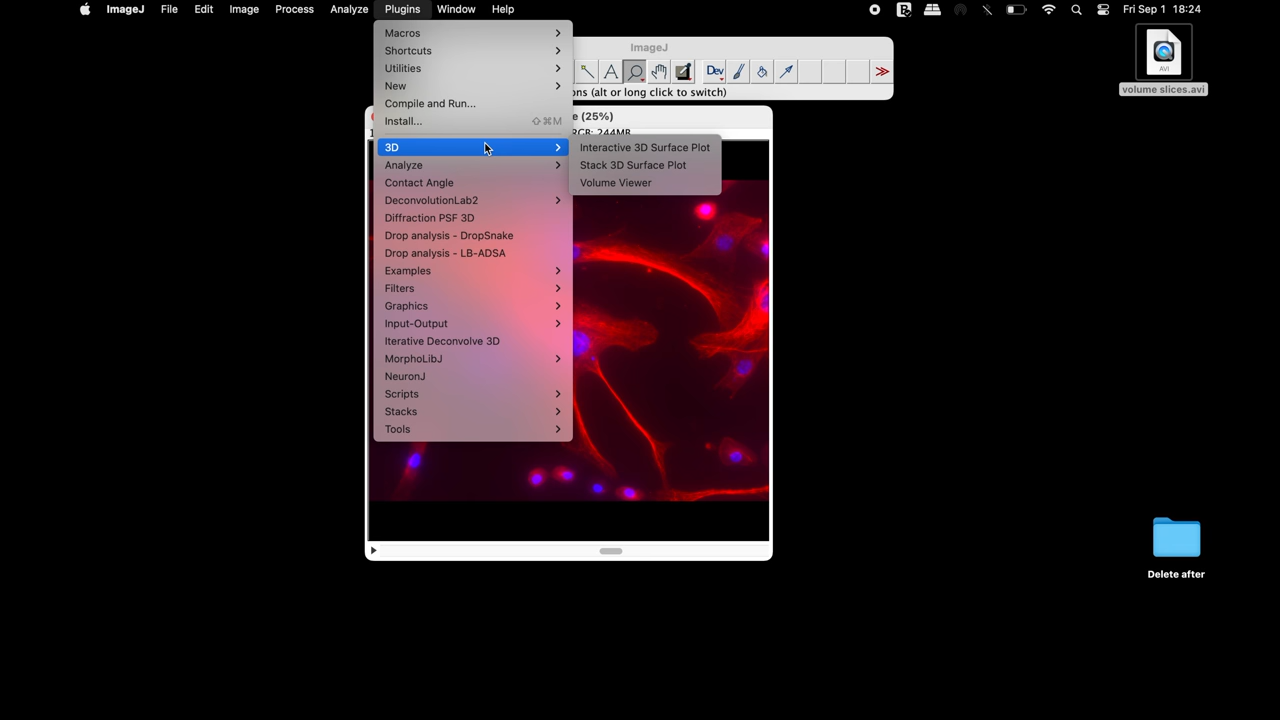 ImageJ File Edit Image Process Analyze Plugins Window Help Fri Sep 1 18:24
Macros
Shortcuts
Utilities
New
Compile and Run...
Install... ⇧⌘M
3D
Analyze
Contact Angle
DeconvolutionLab2
Diffraction PSF 3D
Drop analysis - DropSnake
Drop analysis - LB-ADSA
Examples
Filters
Graphics
Input-Output
Iterative Deconvolve 3D
MorphoLibJ
NeuronJ
Scripts
Stacks
Tools
Interactive 3D Surface Plot
Stack 3D Surface Plot
Volume Viewer
ImageJ
A Dev
ons (alt or long click to switch)
e (25%)
RGB; 244MB
AVI
volume slices.avi
Delete after